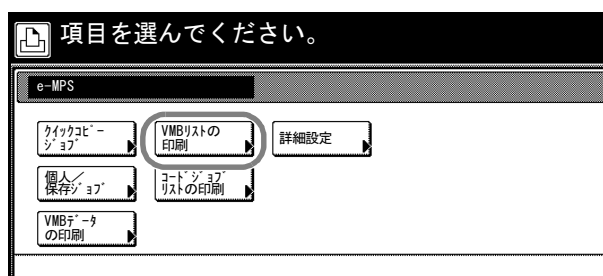 項目を選んでください。
e-MPS
ｸｲｯｸｺﾋﾟｰ
ｼﾞｮﾌﾞ
VMBﾘｽﾄの
印刷
詳細設定
個人／
保存ｼﾞｮﾌﾞ
ｺｰﾄﾞｼﾞｮﾌﾞ
ﾘｽﾄの印刷
VMBﾃﾞｰﾀ
の印刷